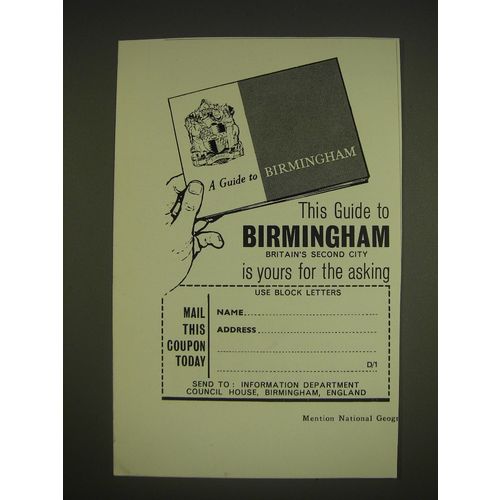 A Guide to BIRMINGHAM
This Guide to
BIRMINGHAM
BRITAIN'S SECOND CITY
is yours for the asking
USE BLOCK LETTERS
MAIL
THIS
COUPON
TODAY
NAME
ADDRESS
D/1
SEND TO: INFORMATION DEPARTMENT
COUNCIL HOUSE, BIRMINGHAM, ENGLAND
Mention National Geogr